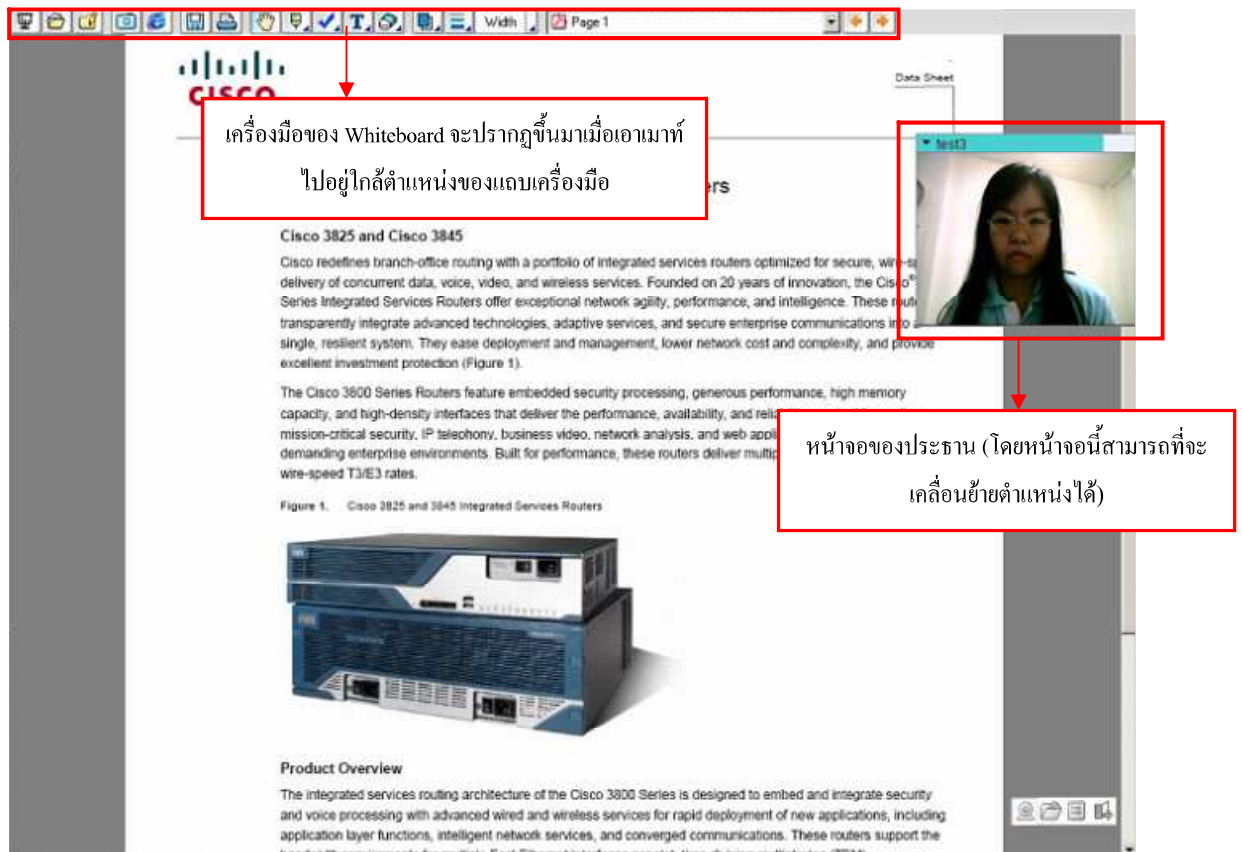 Width
Page 1
CISCO
Data Sheet
เครื่องมือของ Whiteboard จะปรากฏขึ้นมาเมื่อเอาเมาท์
ไปอยู่ใกล้ตำแหน่งของแถบเครื่องมือ
test3
Cisco 3825 and Cisco 3845
Cisco redefines branch-office routing with a portfolio of integrated services routers optimized for secure,
delivery of concurrent data, voice, video, and wireless services. Founded on 20 years of innovation, the Cisco®
Series Integrated Services Routers offer exceptional network agility, performance, and intelligence. These
transparently integrate advanced technologies, adaptive services, and secure enterprise communications into a
single, resilient system. They ease deployment and management, lower network cost and complexity, and provide
excellent investment protection (Figure 1).
The Cisco 3800 Series Routers feature embedded security processing, generous performance, high memory
capacity, and high-density interfaces that deliver the performance, availability, and
mission-critical security, IP telephony, business video, network analysis, and web
demanding enterprise environments. Built for performance, these routers deliver
wire-speed T3/E3 rates.
หน้าจอของประธาน (โดยหน้าจอนี้สามารถที่จะ
เคลื่อนย้ายตำแหน่งได้)
Figure 1. Cisco 3825 and 3845 Integrated Services Routers
Product Overview
The integrated services routing architecture of the Cisco 3800 Series is designed to embed and integrate security
and voice processing with advanced wired and wireless services for rapid deployment of new applications, including
application layer functions, intelligent network services, and converged communications. These routers support the